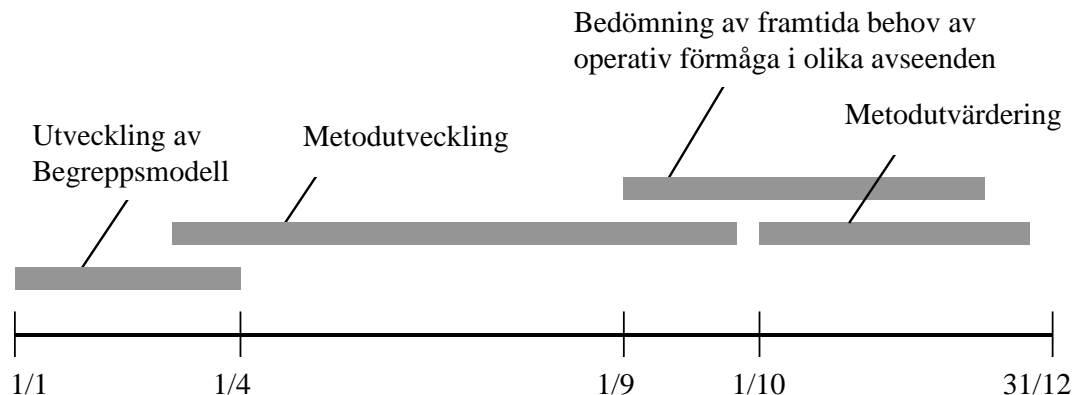 Bedömning av framtida behov av
operativ förmåga i olika avseenden
Metodutvärdering
Utveckling av
Begreppsmodell
Metodutveckling
1/1
1/4
1/9
1/10
31/12